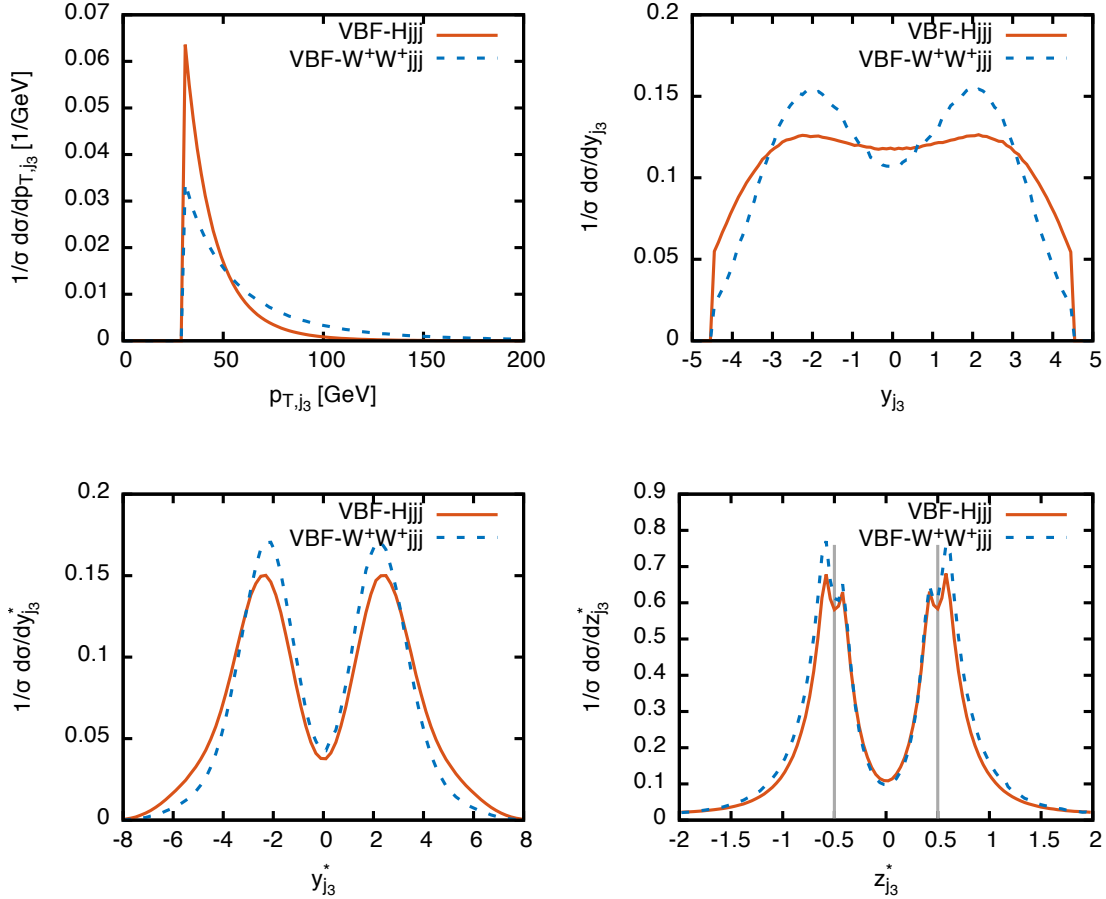 1/σ dσ/dp_T,j₃ [1/GeV]
0.07
0.06
0.05
0.04
0.03
0.02
0.01
0
VBF-Hjjj
VBF-W⁺W⁺jjj
0 50 100 150 200
p_T,j₃ [GeV]
1/σ dσ/dy_j₃
0.2
0.15
0.1
0.05
0
VBF-Hjjj
VBF-W⁺W⁺jjj
-5 -4 -3 -2 -1 0 1 2 3 4 5
y_j₃
1/σ dσ/dy*_j₃
0.2
0.15
0.1
0.05
0
VBF-Hjjj
VBF-W⁺W⁺jjj
-8 -6 -4 -2 0 2 4 6 8
y*_j₃
1/σ dσ/dz*_j₃
0.9
0.8
0.7
0.6
0.5
0.4
0.3
0.2
0.1
0
VBF-Hjjj
VBF-W⁺W⁺jjj
-2 -1.5 -1 -0.5 0 0.5 1 1.5 2
z*_j₃